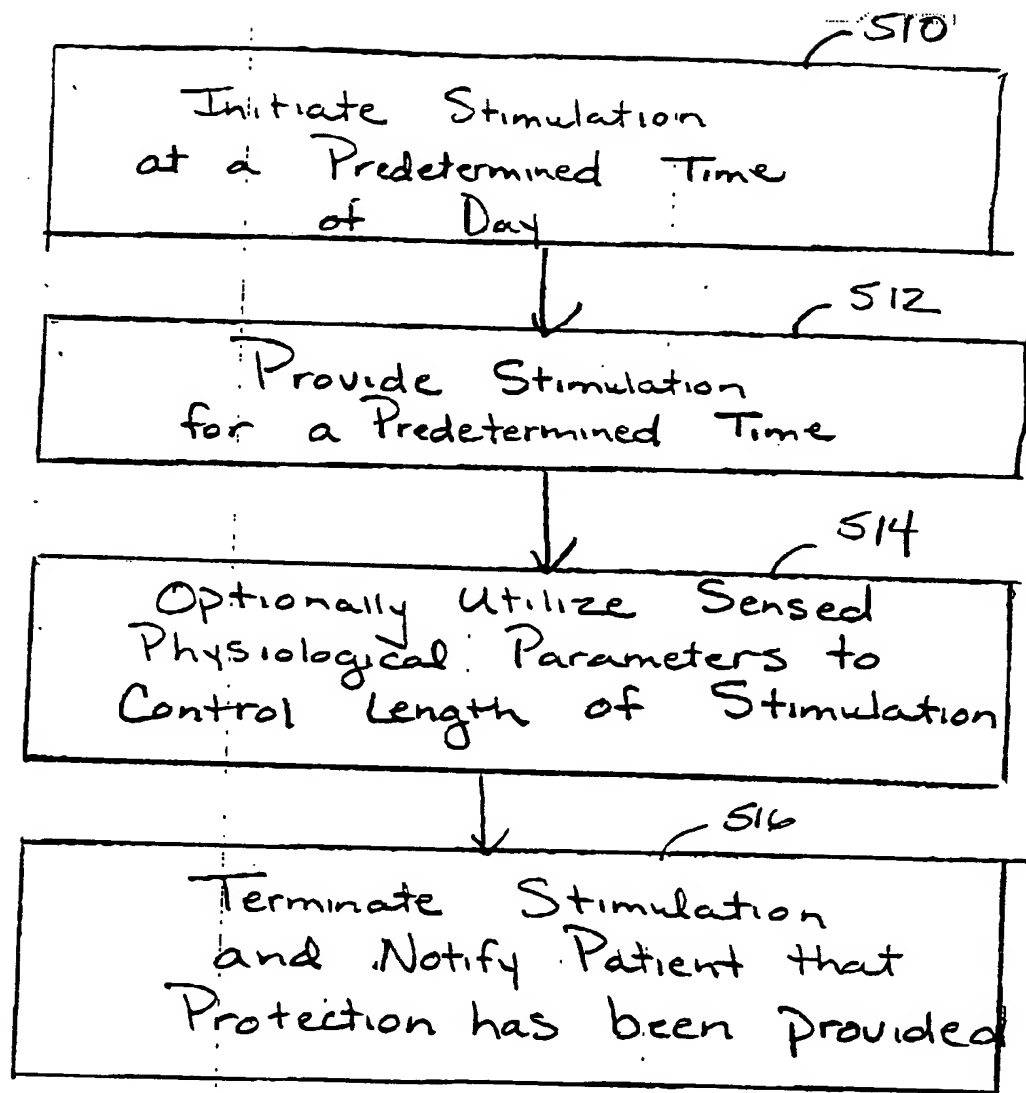 510
Initiate Stimulation
at a Predetermined Time
of Day
512
Provide Stimulation
for a Predetermined Time
514
Optionally Utilize Sensed
Physiological Parameters to
Control Length of Stimulation
516
Terminate Stimulation
and Notify Patient that
Protection has been provided